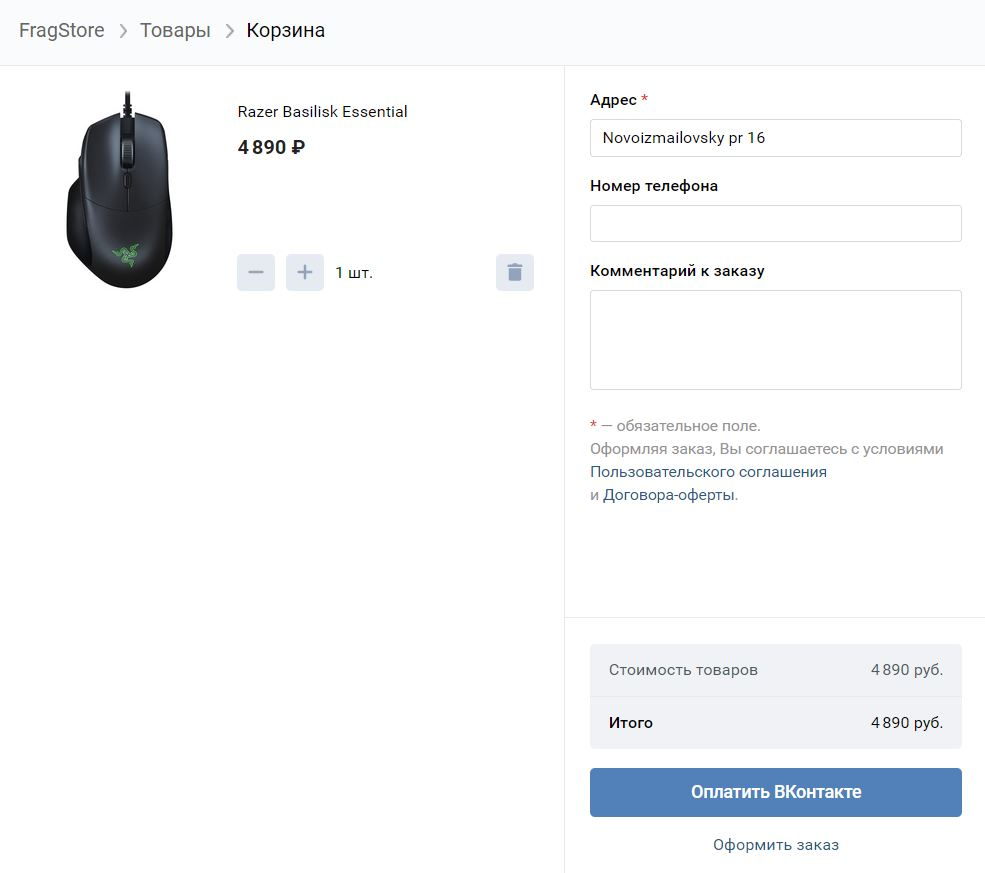 FragStore > Товары > Корзина
Razer Basilisk Essential
4 890 ₽
1 шт.
Адрес *
Novoizmailovsky pr 16
Номер телефона
Комментарий к заказу
* — обязательное поле.
Оформляя заказ, Вы соглашаетесь с условиями
Пользовательского соглашения
и Договора-оферты.
Стоимость товаров 4 890 руб.
Итого 4 890 руб.
Оплатить ВКонтакте
Оформить заказ